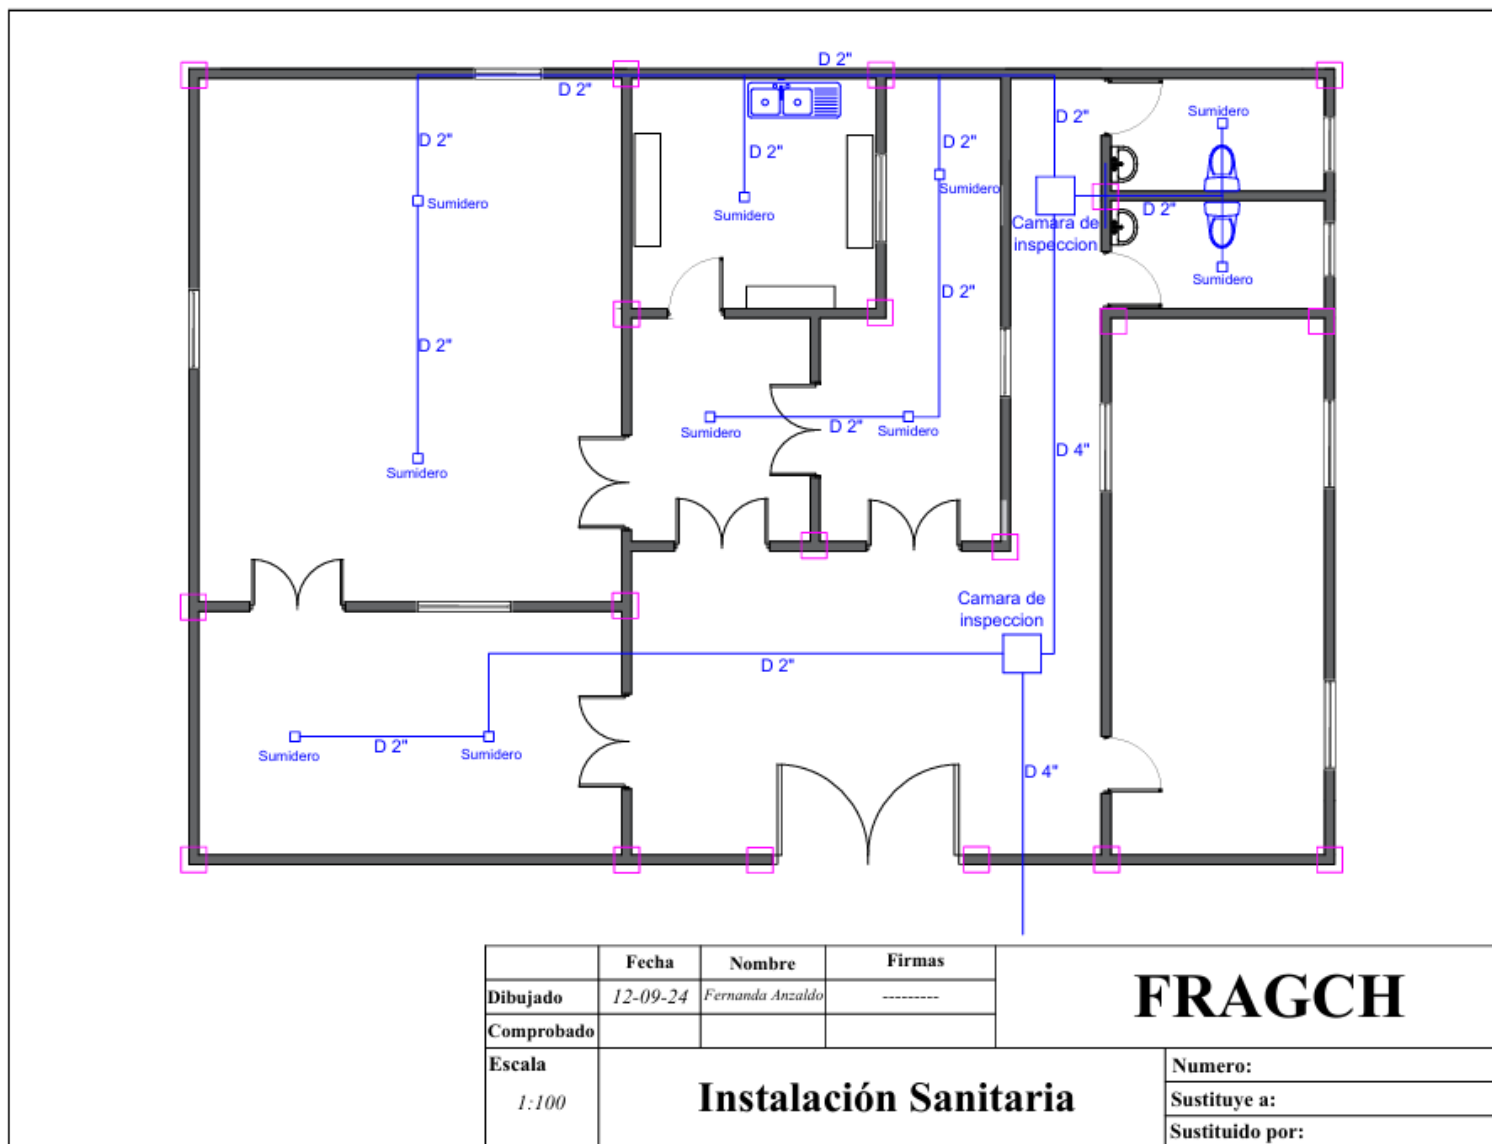 D 2"
D 2"
D 2"
D 2"
D 2"
D 2"
Sumidero
Sumidero
Sumidero
Sumidero
D 2"
Camara de
inspeccion
Sumidero
D 2"
D 2"
Sumidero
D 2"
Sumidero
Sumidero
D 4"
Sumidero
Camara de
inspeccion
D 2"
Sumidero
D 2"
Sumidero
D 4"
Fecha Nombre Firmas
Dibujado 12-09-24 Fernanda Anzaldo ---------
Comprobado
FRAGCH
Escala
1:100
Instalación Sanitaria
Numero:
Sustituye a:
Sustituido por: